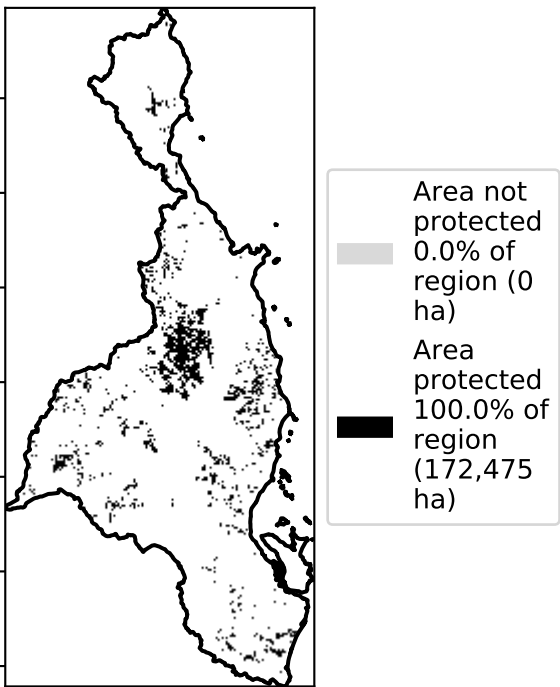 Area not
protected
0.0% of
region (0
ha)
Area
protected
100.0% of
region
(172,475
ha)